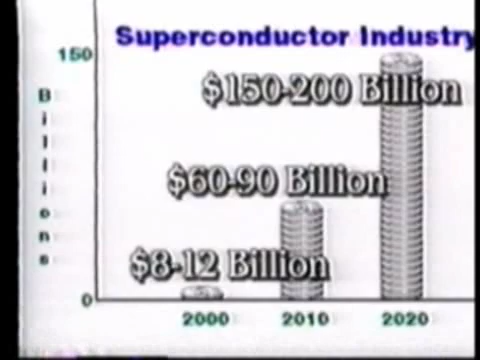 Superconductor Industry
150
$150-200 Billion
Billions
$60-90 Billion
$8-12 Billion
0
2000 2010 2020